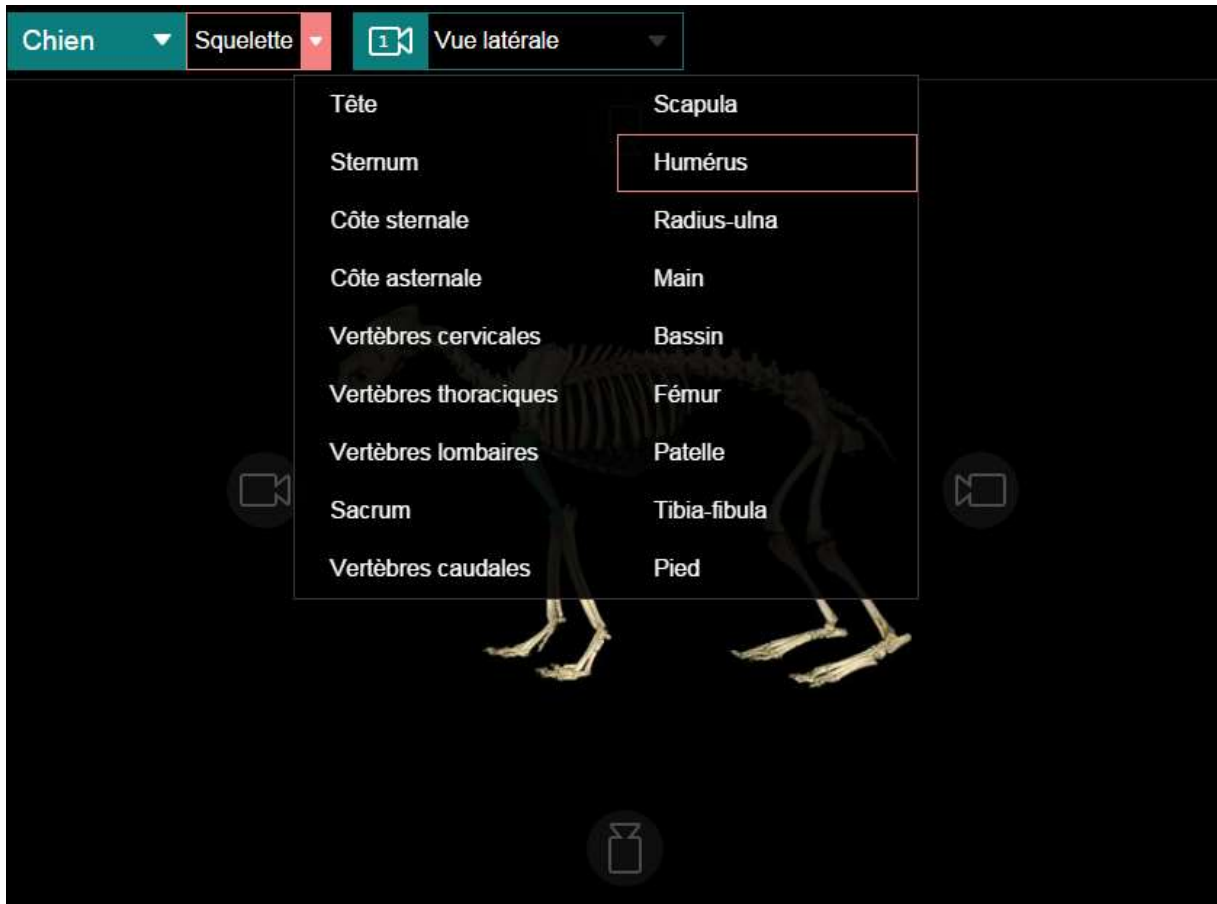 Chien
Squelette
1
Vue latérale
Tête
Sternum
Côte sternale
Côte asternale
Vertèbres cervicales
Vertèbres thoraciques
Vertèbres lombaires
Sacrum
Vertèbres caudales
Scapula
Humérus
Radius-ulna
Main
Bassin
Fémur
Patelle
Tibia-fibula
Pied